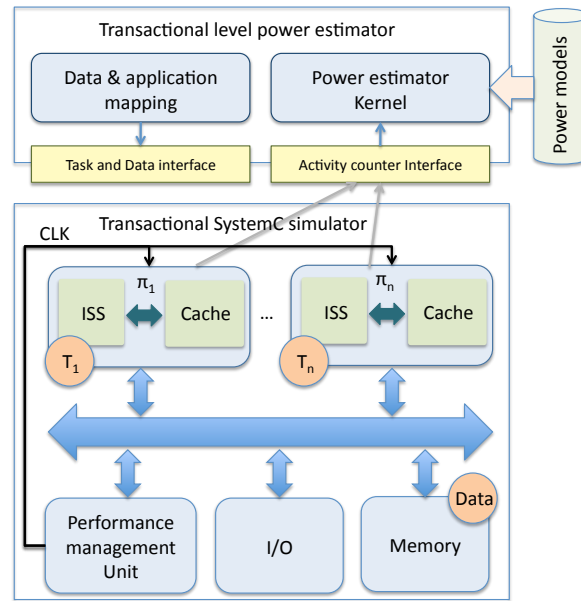 Transactional level power estimator
Data & application
mapping
Power estimator
Kernel
Power models
Task and Data interface
Activity counter Interface
Transactional SystemC simulator
CLK
π1
ISS
Cache
T1
...
πn
ISS
Cache
Tn
Performance
management
Unit
I/O
Memory
Data